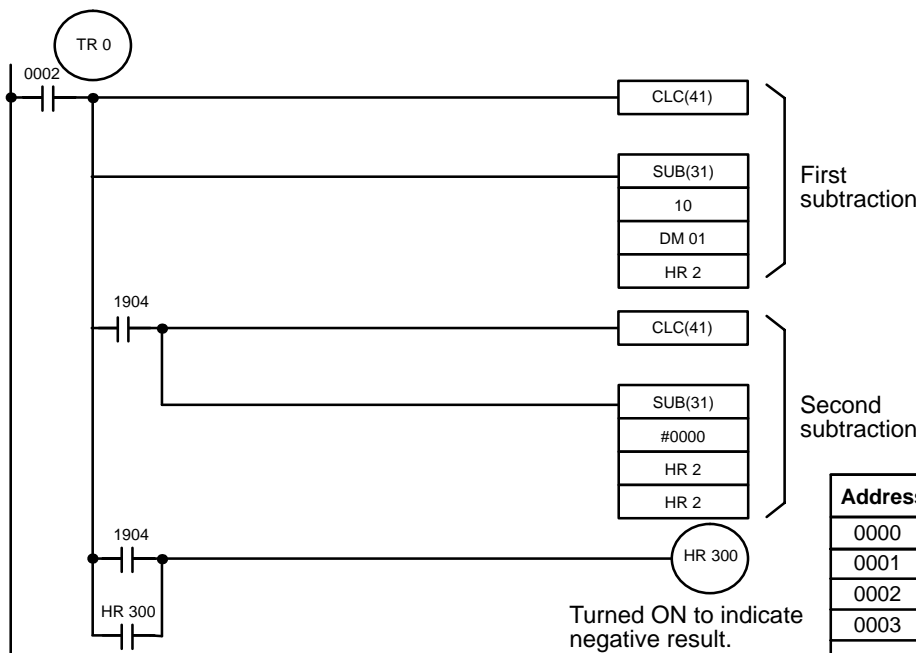 TR 0
0002
CLC(41)
SUB(31)
10
DM 01
HR 2
First
subtraction
1904
CLC(41)
SUB(31)
#0000
HR 2
HR 2
Second
subtraction
1904
HR 300
HR 300
Turned ON to indicate
negative result.
Address
0000
0001
0002
0003